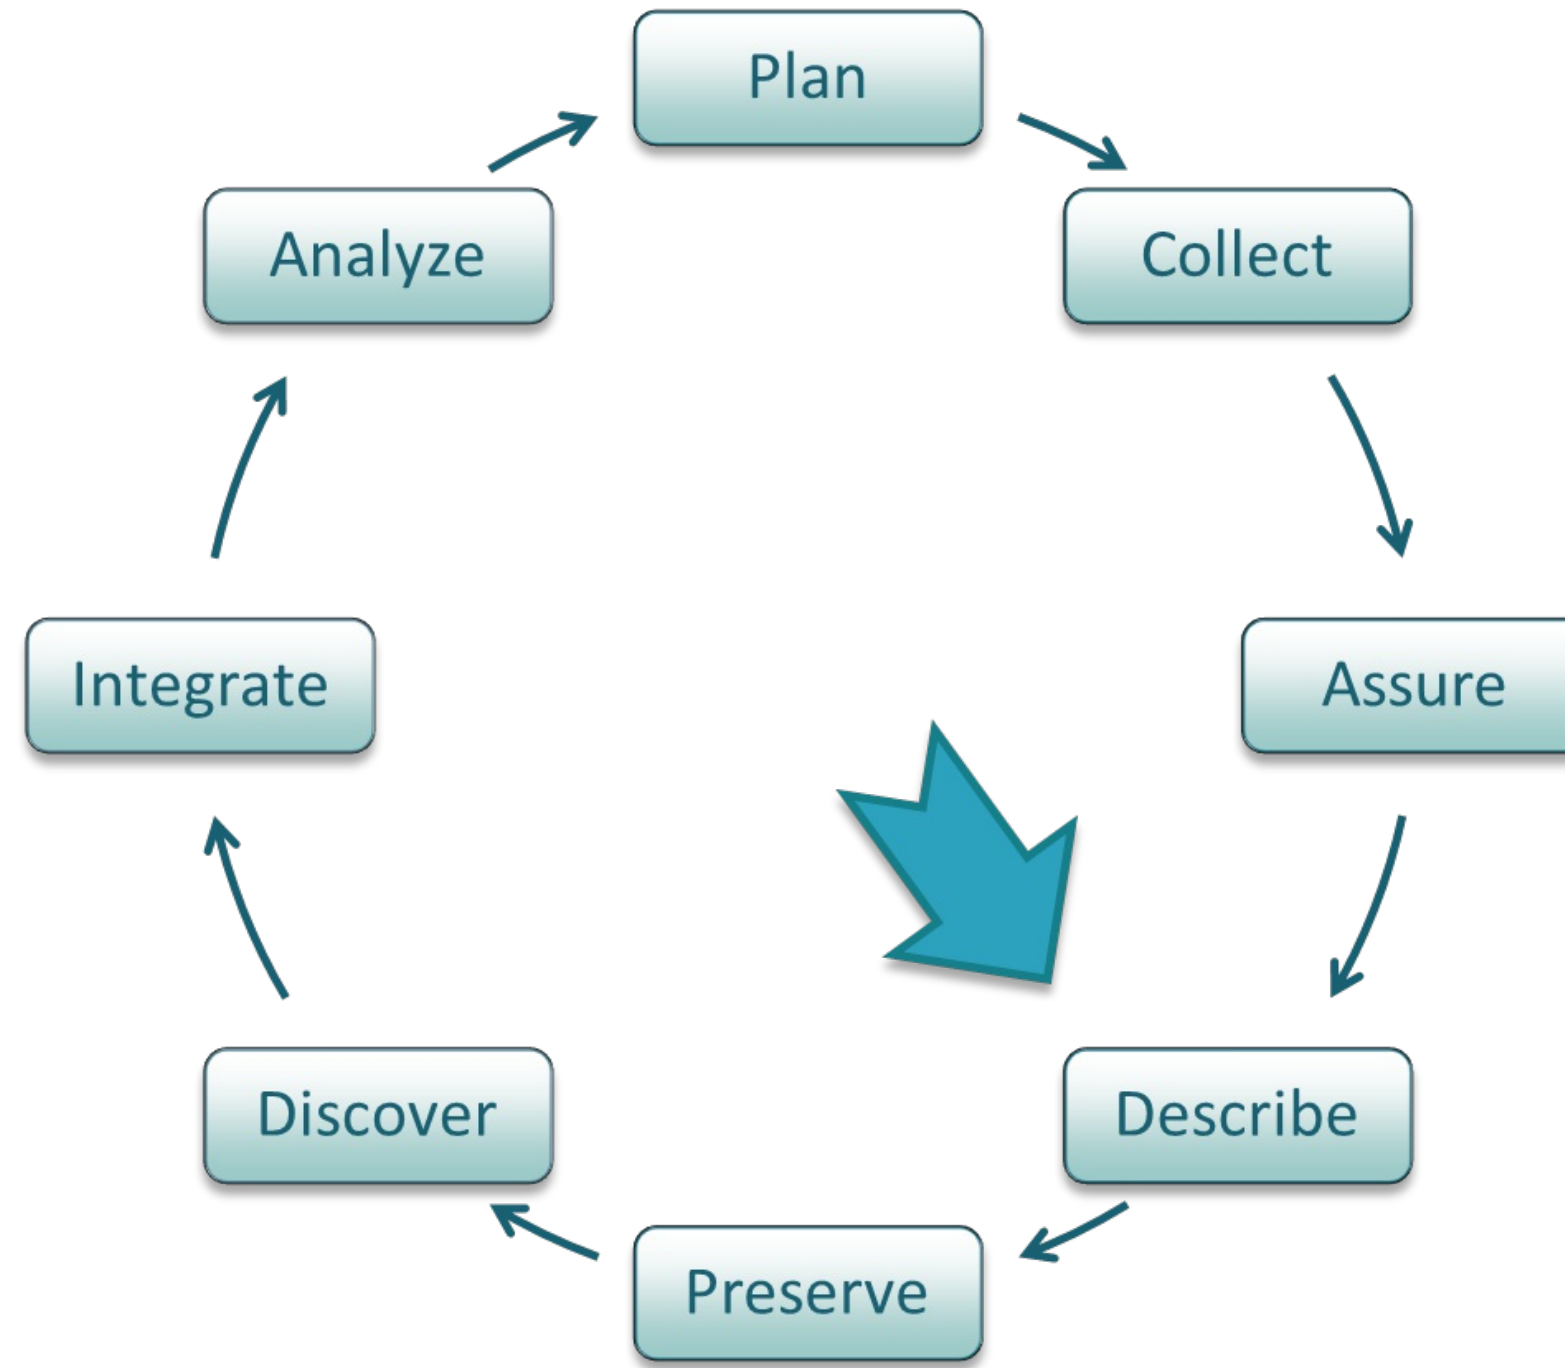 Plan
Collect
Assure
Describe
Preserve
Discover
Integrate
Analyze